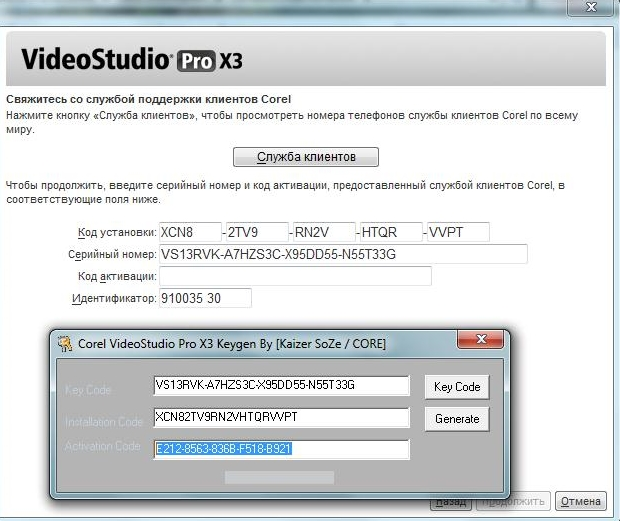 VideoStudio Pro X3
Свяжитесь со службой поддержки клиентов Corel
Нажмите кнопку «Служба клиентов», чтобы просмотреть номера телефонов службы клиентов Corel по всему
миру.
Служба клиентов
Чтобы продолжить, введите серийный номер и код активации, предоставленный службой клиентов Corel, в
соответствующие поля ниже.
Код установки: XCN8 -2TV9 -RN2V -HTQR -VVPT
Серийный номер: VS13RVK-A7HZS3C-X95DD55-N55T33G
Код активации:
Идентификатор: 910035 30
Corel VideoStudio Pro X3 Keygen By [Kaizer SoZe / CORE]
Key Code VS13RVK-A7HZS3C-X95DD55-N55T33G Key Code
Installation Code XCN82TV9RN2VHTQRVVPT Generate
Activation Code E212-8563-836B-F518-B921
Назад Продолжить Отмена